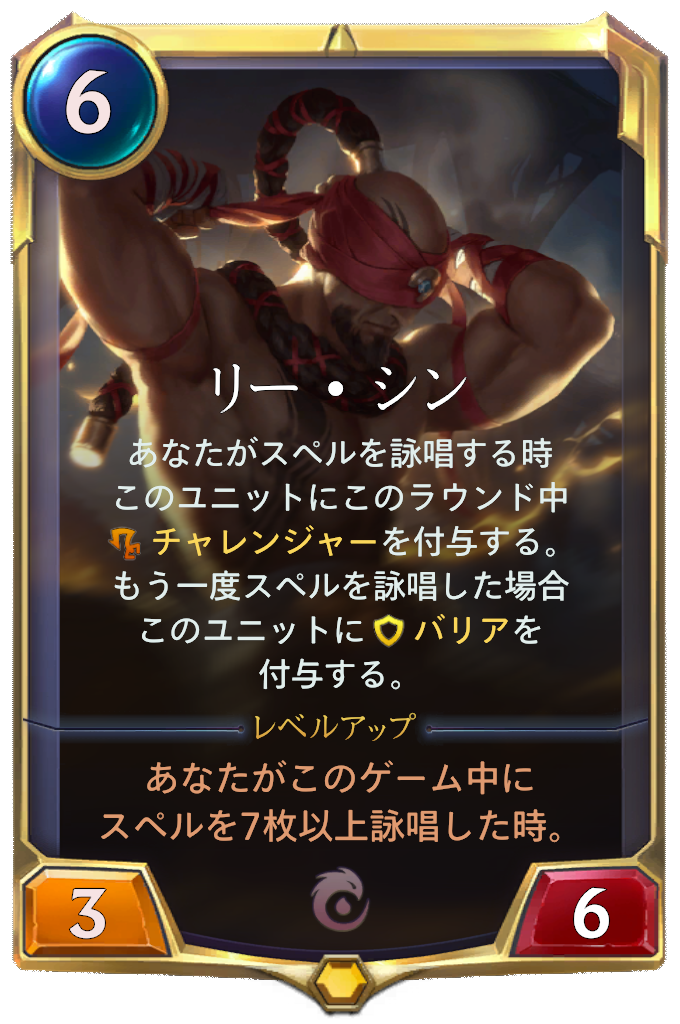 6
リー・シン
あなたがスペルを詠唱する時
このユニットにこのラウンド中
チャレンジャーを付与する。
もう一度スペルを詠唱した場合
このユニットに バリアを
付与する。
レベルアップ
あなたがこのゲーム中に
スペルを7枚以上詠唱した時。
3
6